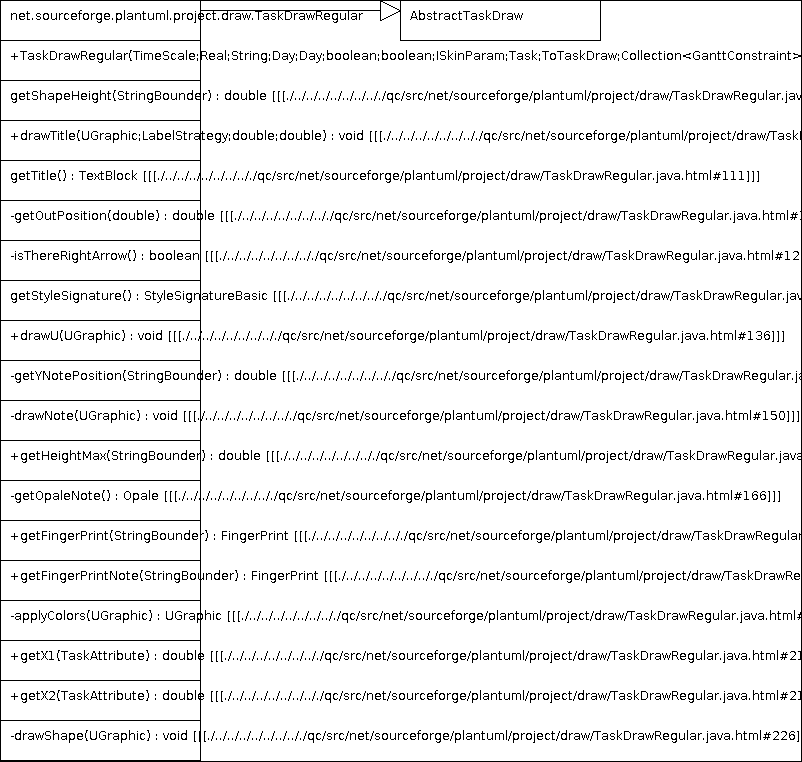 net.sourceforge.plantuml.project.draw.TaskDrawRegular
AbstractTaskDraw
+TaskDrawRegular(TimeScale;Real;String;Day;Day;boolean;boolean;ISkinParam;Task;ToTaskDraw;Collection<GanttConstraint>
getShapeHeight(StringBounder) : double [[[./../../../../../../../../qc/src/net/sourceforge/plantuml/project/draw/TaskDrawRegular.jav
+drawTitle(UGraphic;LabelStrategy;double;double) : void [[[./../../../../../../../../qc/src/net/sourceforge/plantuml/project/draw/Task
getTitle() : TextBlock [[[./../../../../../../../../qc/src/net/sourceforge/plantuml/project/draw/TaskDrawRegular.java.html#111]]]
-getOutPosition(double) : double [[[./../../../../../../../../qc/src/net/sourceforge/plantuml/project/draw/TaskDrawRegular.java.html#1
-isThereRightArrow() : boolean [[[./../../../../../../../../qc/src/net/sourceforge/plantuml/project/draw/TaskDrawRegular.java.html#12
getStyleSignature() : StyleSignatureBasic [[[./../../../../../../../../qc/src/net/sourceforge/plantuml/project/draw/TaskDrawRegular.jav
+drawU(UGraphic) : void [[[./../../../../../../../../qc/src/net/sourceforge/plantuml/project/draw/TaskDrawRegular.java.html#136]]]
-getYNotePosition(StringBounder) : double [[[./../../../../../../../../qc/src/net/sourceforge/plantuml/project/draw/TaskDrawRegular.ja
-drawNote(UGraphic) : void [[[./../../../../../../../../qc/src/net/sourceforge/plantuml/project/draw/TaskDrawRegular.java.html#150]]]
+getHeightMax(StringBounder) : double [[[./../../../../../../../../qc/src/net/sourceforge/plantuml/project/draw/TaskDrawRegular.java
-getOpaleNote() : Opale [[[./../../../../../../../../qc/src/net/sourceforge/plantuml/project/draw/TaskDrawRegular.java.html#166]]]
+getFingerPrint(StringBounder) : FingerPrint [[[./../../../../../../../../qc/src/net/sourceforge/plantuml/project/draw/TaskDrawRegular
+getFingerPrintNote(StringBounder) : FingerPrint [[[./../../../../../../../../qc/src/net/sourceforge/plantuml/project/draw/TaskDrawRe
-applyColors(UGraphic) : UGraphic [[[./../../../../../../../../qc/src/net/sourceforge/plantuml/project/draw/TaskDrawRegular.java.html#
+getX1(TaskAttribute) : double [[[./../../../../../../../../qc/src/net/sourceforge/plantuml/project/draw/TaskDrawRegular.java.html#21
+getX2(TaskAttribute) : double [[[./../../../../../../../../qc/src/net/sourceforge/plantuml/project/draw/TaskDrawRegular.java.html#21
-drawShape(UGraphic) : void [[[./../../../../../../../../qc/src/net/sourceforge/plantuml/project/draw/TaskDrawRegular.java.html#226]